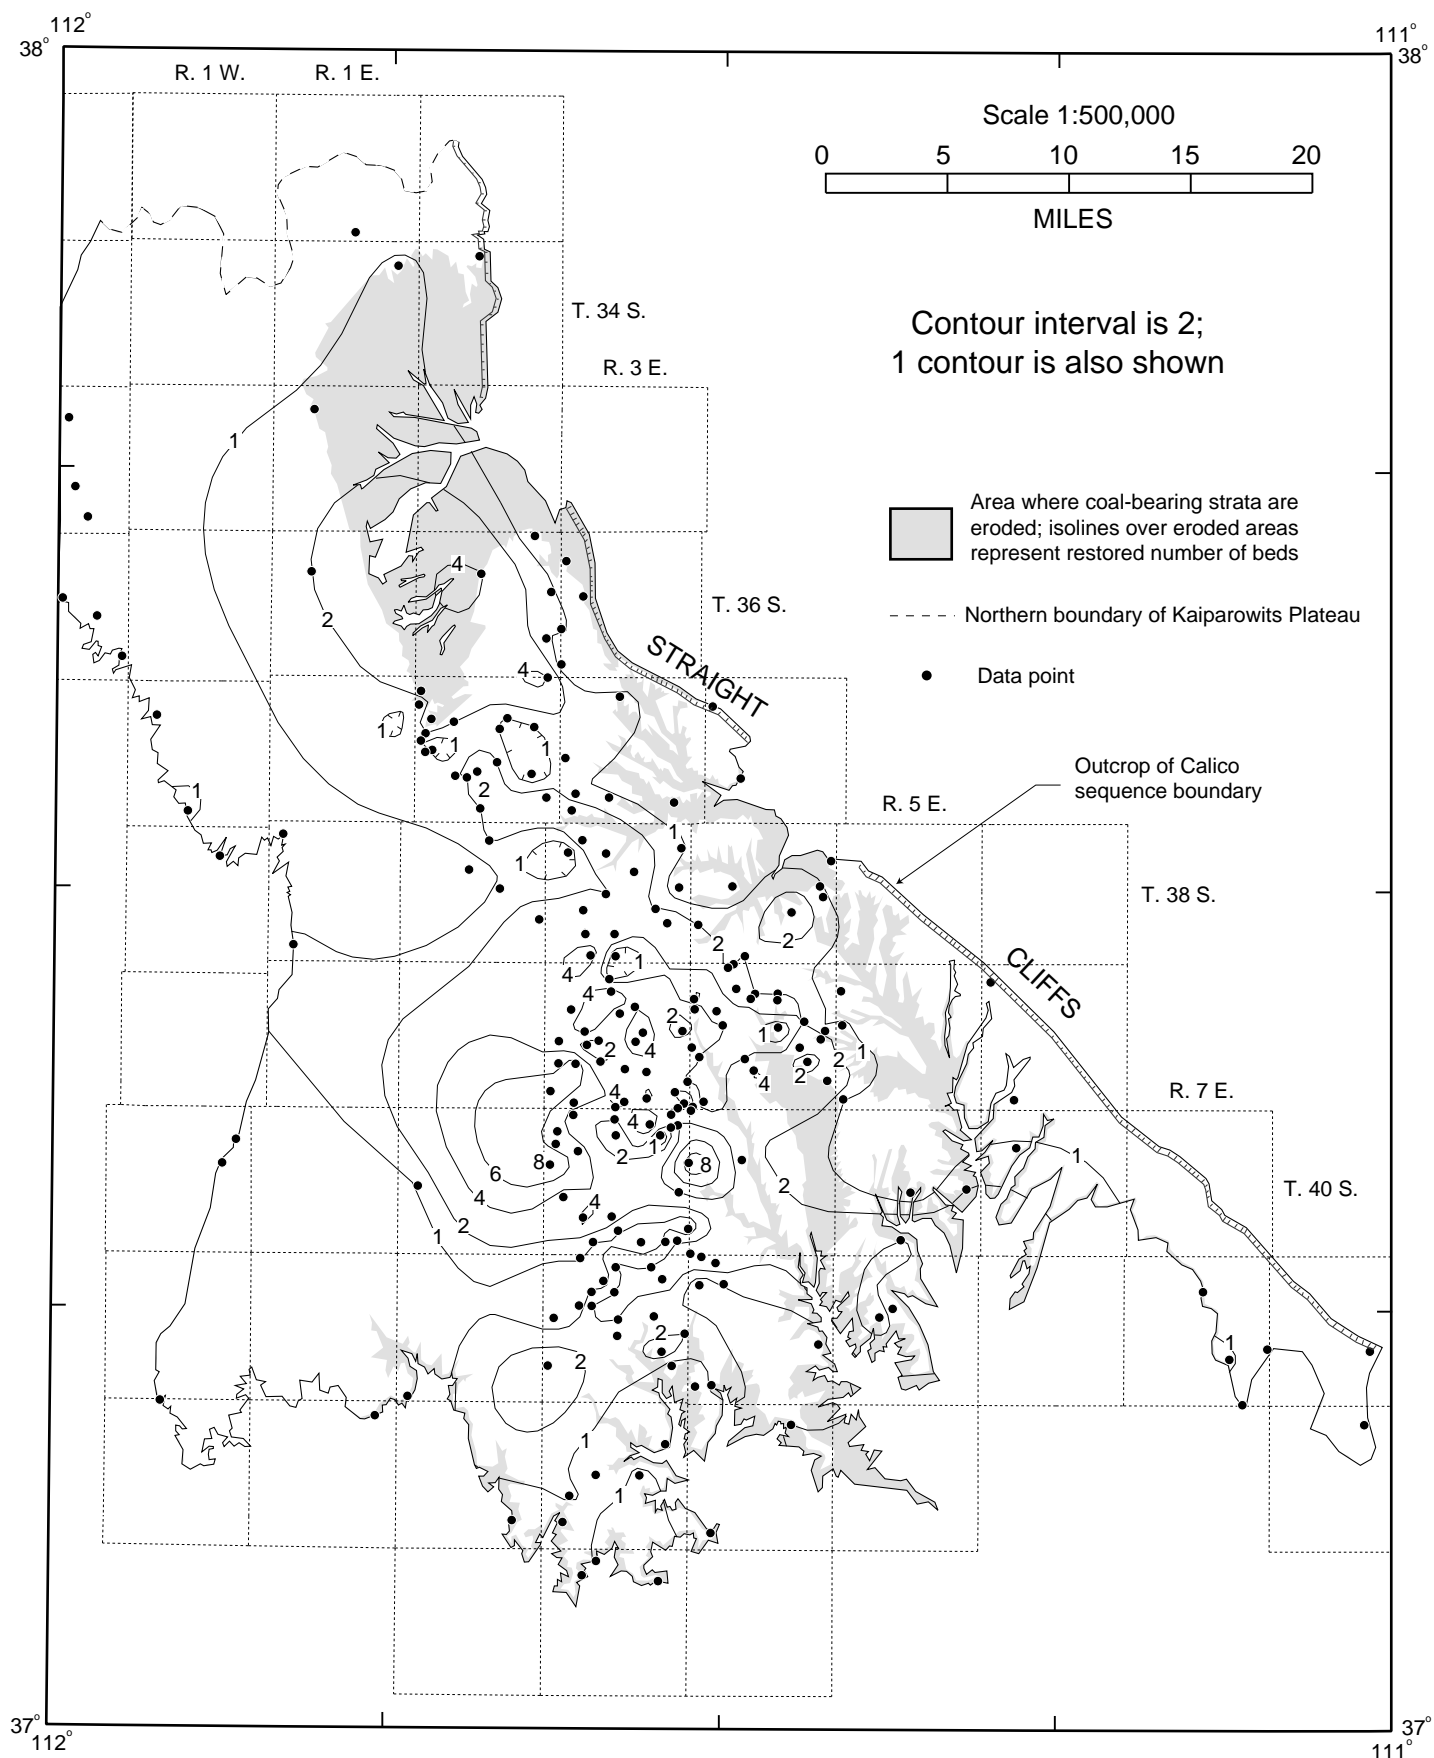 112°
111°
38°
38°
R. 1 W.
R. 1 E.
Scale 1:500,000
0 5 10 15 20
MILES
T. 34 S.
Contour interval is 2;
1 contour is also shown
R. 3 E.
1
Area where coal-bearing strata are
eroded; isolines over eroded areas
represent restored number of beds
4
2
T. 36 S.
Northern boundary of Kaiparowits Plateau
STRAIGHT
4
Data point
1
1
1
Outcrop of Calico
sequence boundary
1
2
R. 5 E.
1
1
T. 38 S.
2
2
4
1
CLIFFS
4
2
2
4
1
2
4
2
R. 7 E.
4
4
1
2
1
6
8
8
2
T. 40 S.
4
4
2
1
2
1
2
1
1
37°
37°
112°
111°